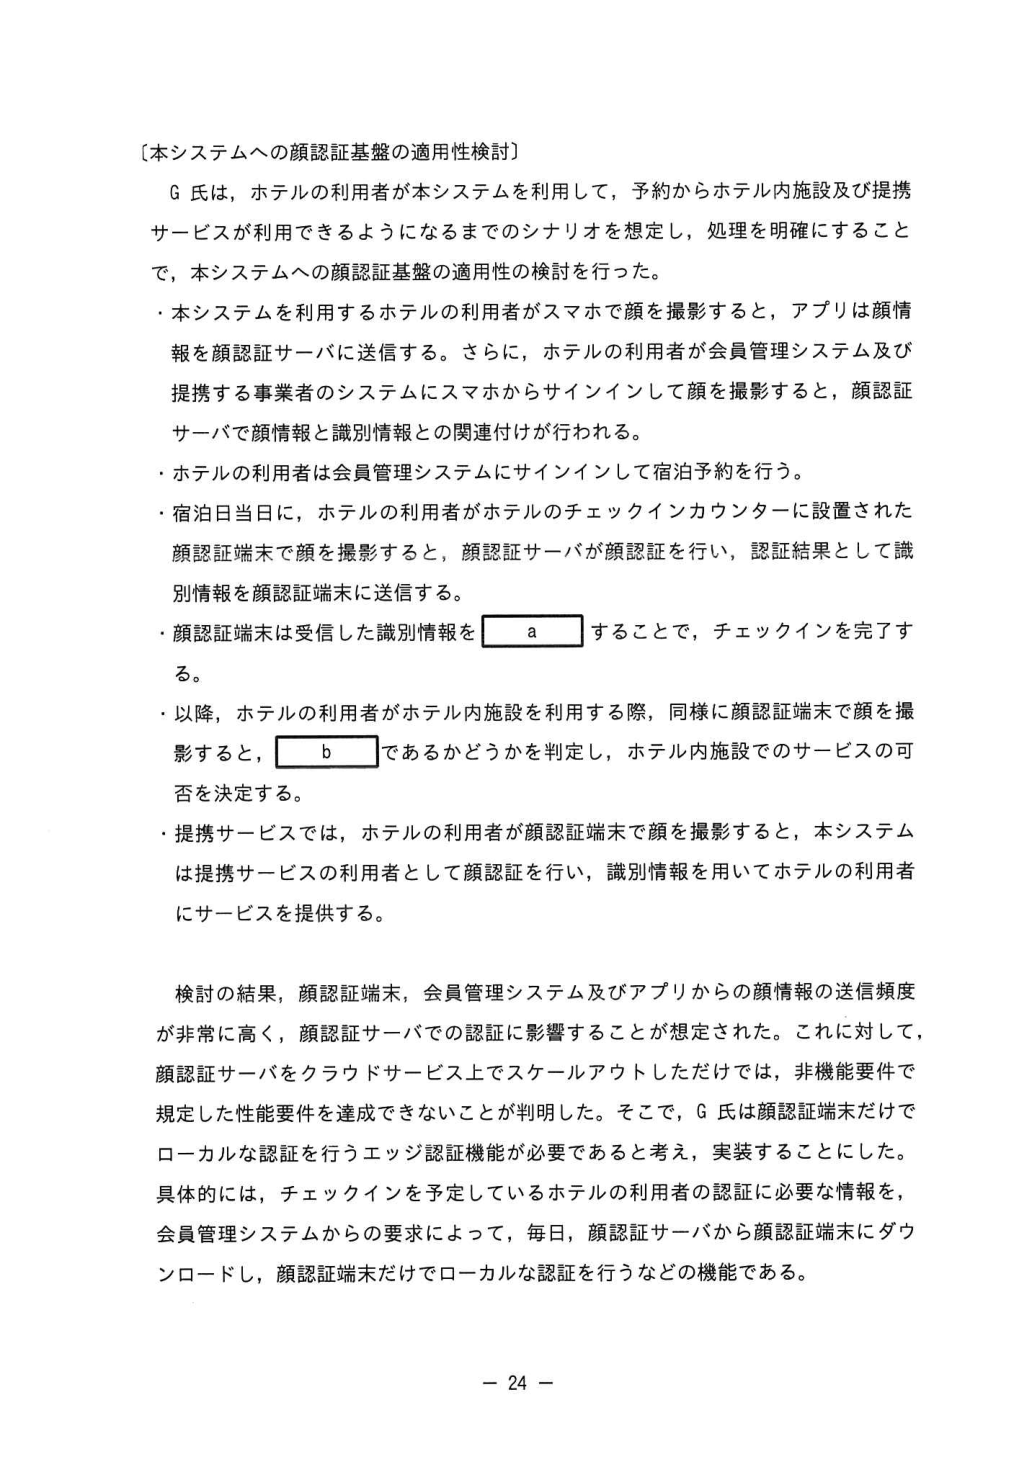 〔本システムへの顔認証基盤の適用性検討〕
G 氏は，ホテルの利用者が本システムを利用して，予約からホテル内施設及び提携
サービスが利用できるようになるまでのシナリオを想定し，処理を明確にすること
で，本システムへの顔認証基盤の適用性の検討を行った。
・本システムを利用するホテルの利用者がスマホで顔を撮影すると，アプリは顔情
報を顔認証サーバに送信する。さらに，ホテルの利用者が会員管理システム及び
提携する事業者のシステムにスマホからサインインして顔を撮影すると，顔認証
サーバで顔情報と識別情報との関連付けが行われる。
・ホテルの利用者は会員管理システムにサインインして宿泊予約を行う。
・宿泊日当日に，ホテルの利用者がホテルのチェックインカウンターに設置された
顔認証端末で顔を撮影すると，顔認証サーバが顔認証を行い，認証結果として識
別情報を顔認証端末に送信する。
・顔認証端末は受信した識別情報を a することで，チェックインを完了す
る。
・以降，ホテルの利用者がホテル内施設を利用する際，同様に顔認証端末で顔を撮
影すると， b であるかどうかを判定し，ホテル内施設でのサービスの可
否を決定する。
・提携サービスでは，ホテルの利用者が顔認証端末で顔を撮影すると，本システム
は提携サービスの利用者として顔認証を行い，識別情報を用いてホテルの利用者
にサービスを提供する。
検討の結果，顔認証端末，会員管理システム及びアプリからの顔情報の送信頻度
が非常に高く，顔認証サーバでの認証に影響することが想定された。これに対して，
顔認証サーバをクラウドサービス上でスケールアウトしただけでは，非機能要件で
規定した性能要件を達成できないことが判明した。そこで，G 氏は顔認証端末だけで
ローカルな認証を行うエッジ認証機能が必要であると考え，実装することにした。
具体的には，チェックインを予定しているホテルの利用者の認証に必要な情報を，
会員管理システムからの要求によって，毎日，顔認証サーバから顔認証端末にダウ
ンロードし，顔認証端末だけでローカルな認証を行うなどの機能である。
－ 24 －